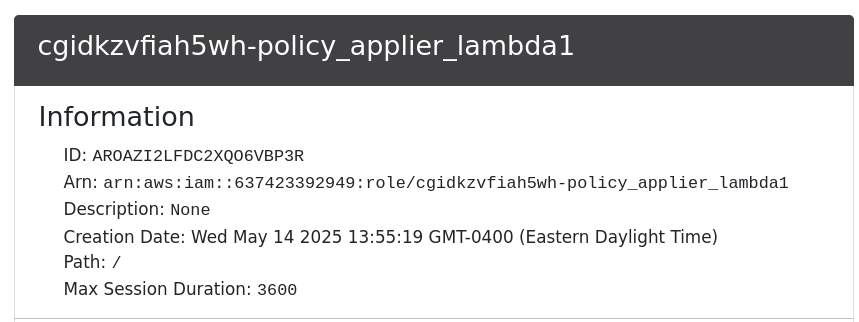 cgidkzvfiah5wh-policy_applier_lambda1
Information
ID: AROAZI2LFDC2XQO6VBP3R
Arn: arn:aws:iam::637423392949:role/cgidkzvfiah5wh-policy_applier_lambda1
Description: None
Creation Date: Wed May 14 2025 13:55:19 GMT-0400 (Eastern Daylight Time)
Path: /
Max Session Duration: 3600